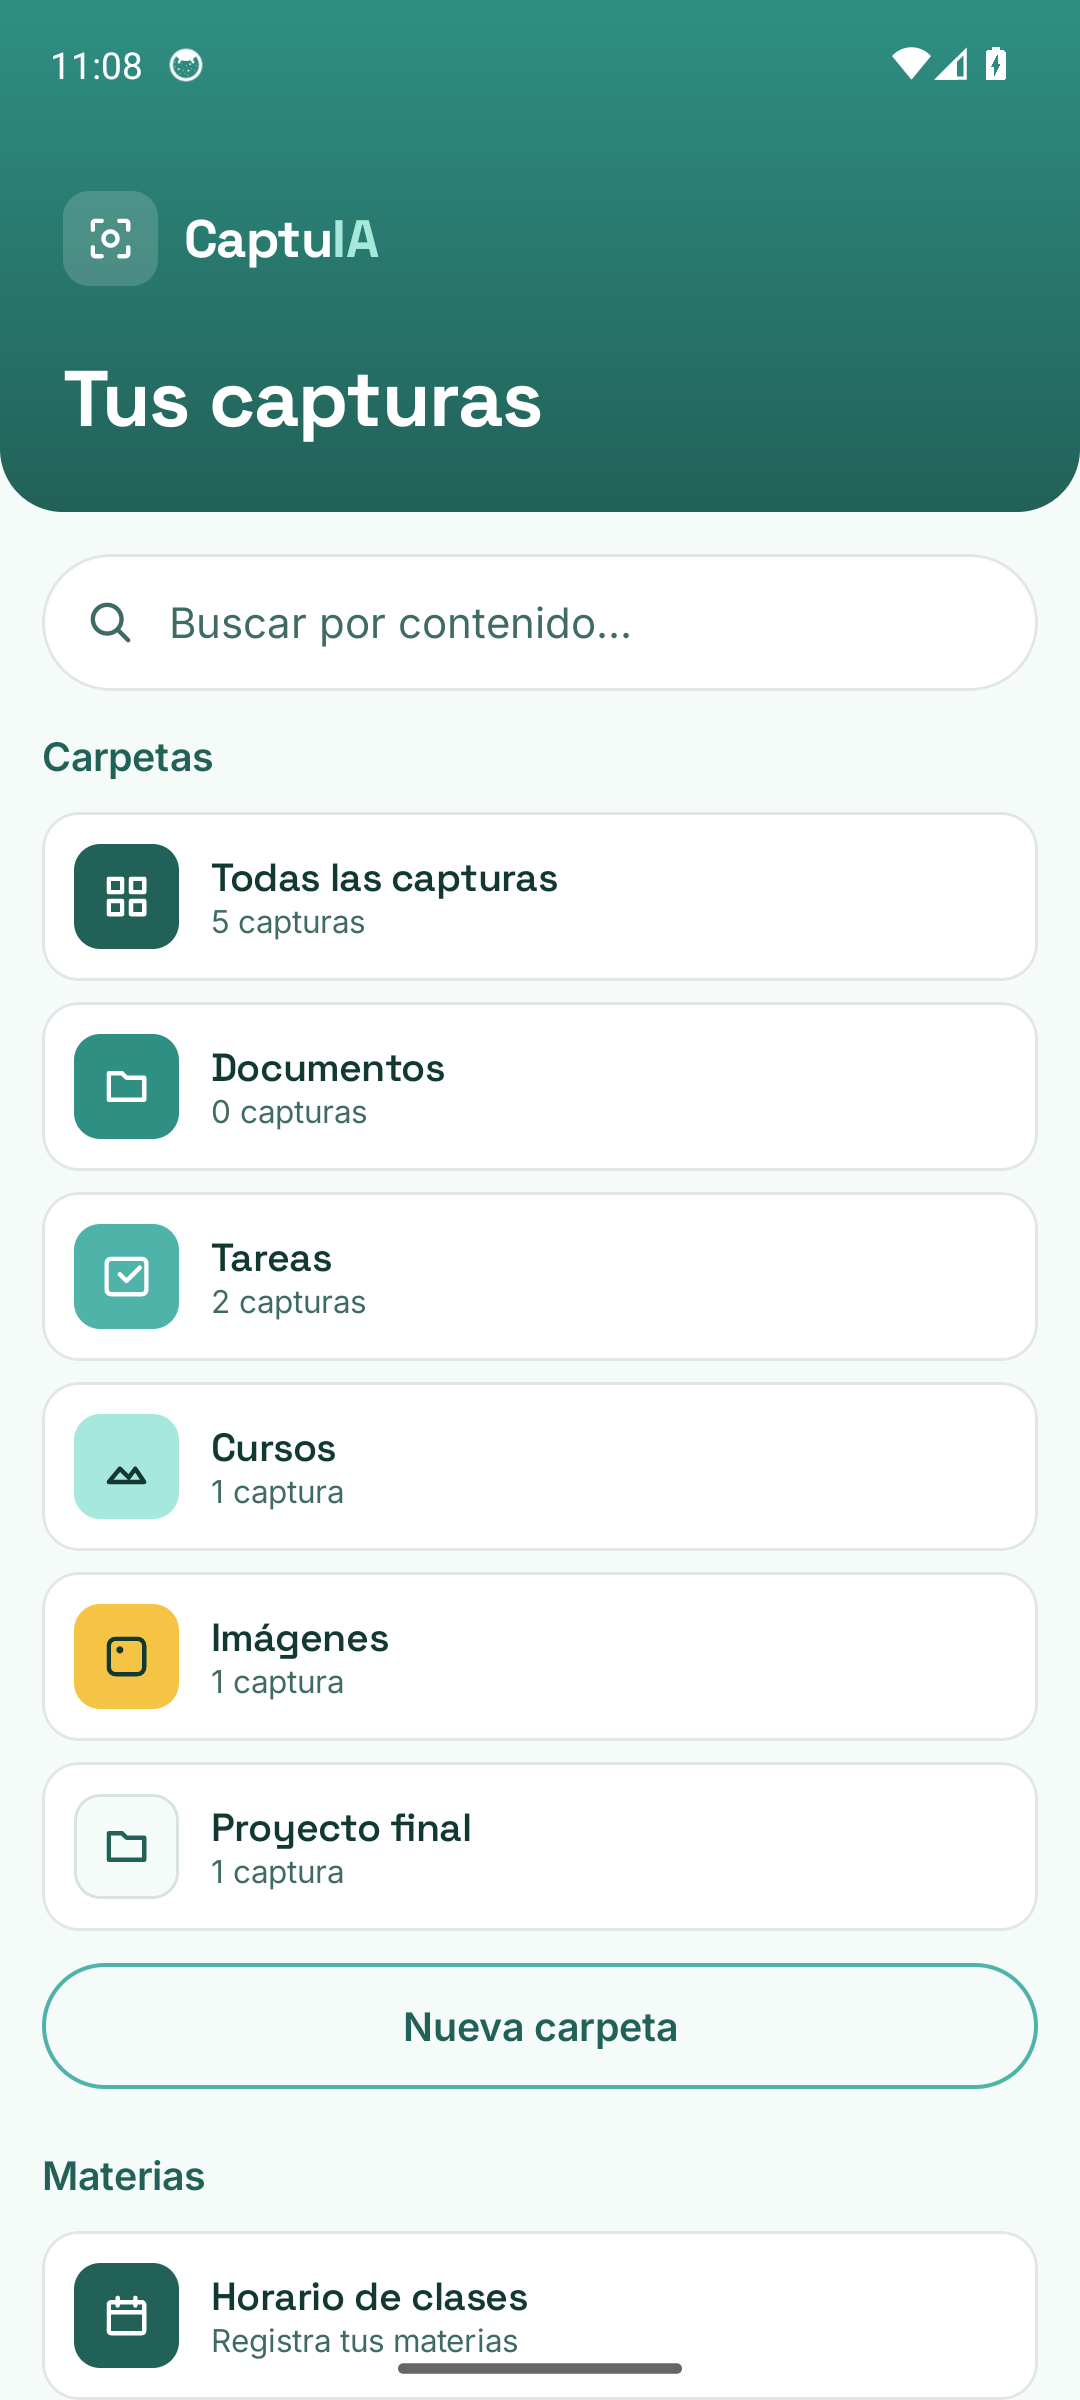 11:08
CaptuIA
Tus capturas
Buscar por contenido...
Carpetas
Todas las capturas
5 capturas
Documentos
0 capturas
Tareas
2 capturas
Cursos
1 captura
Imágenes
1 captura
Proyecto final
1 captura
Nueva carpeta
Materias
Horario de clases
Registra tus materias